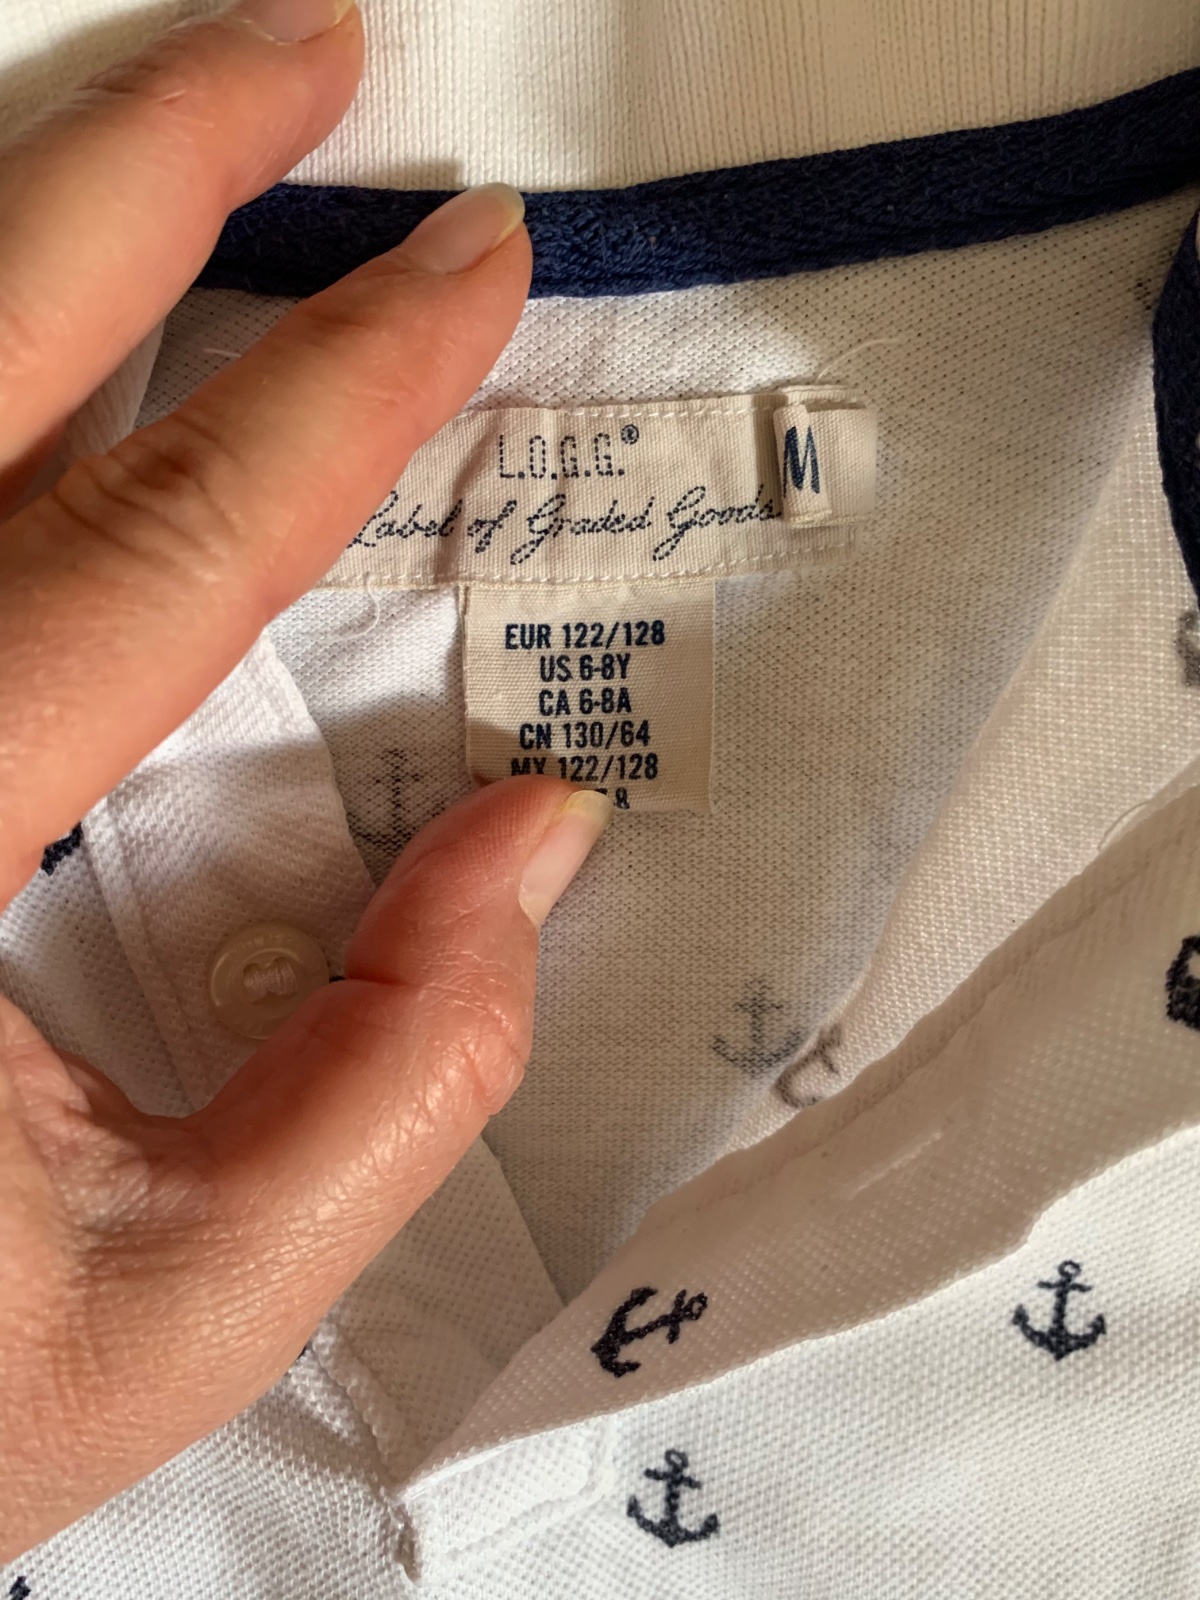 L.O.G.G.®
Label of Graded Goods
M
EUR 122/128
US 6-8Y
CA 6-8A
CN 130/64
MX 122/128